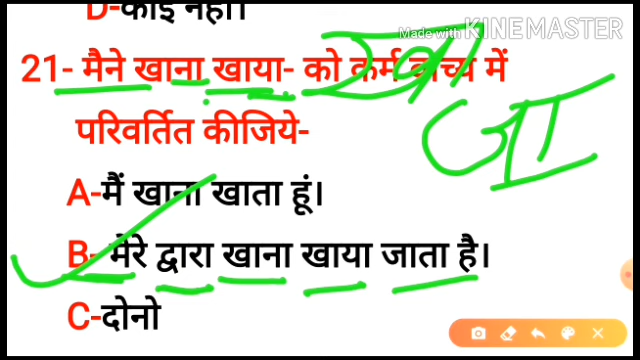 D-कोई नहीं।
Made with KINEMASTER
21- मैने खाना खाया- को कर्म वाच्य में
परिवर्तित कीजिये-
A-मैं खाना खाता हूं।
B- मेरे द्वारा खाना खाया जाता है।
C-दोनो